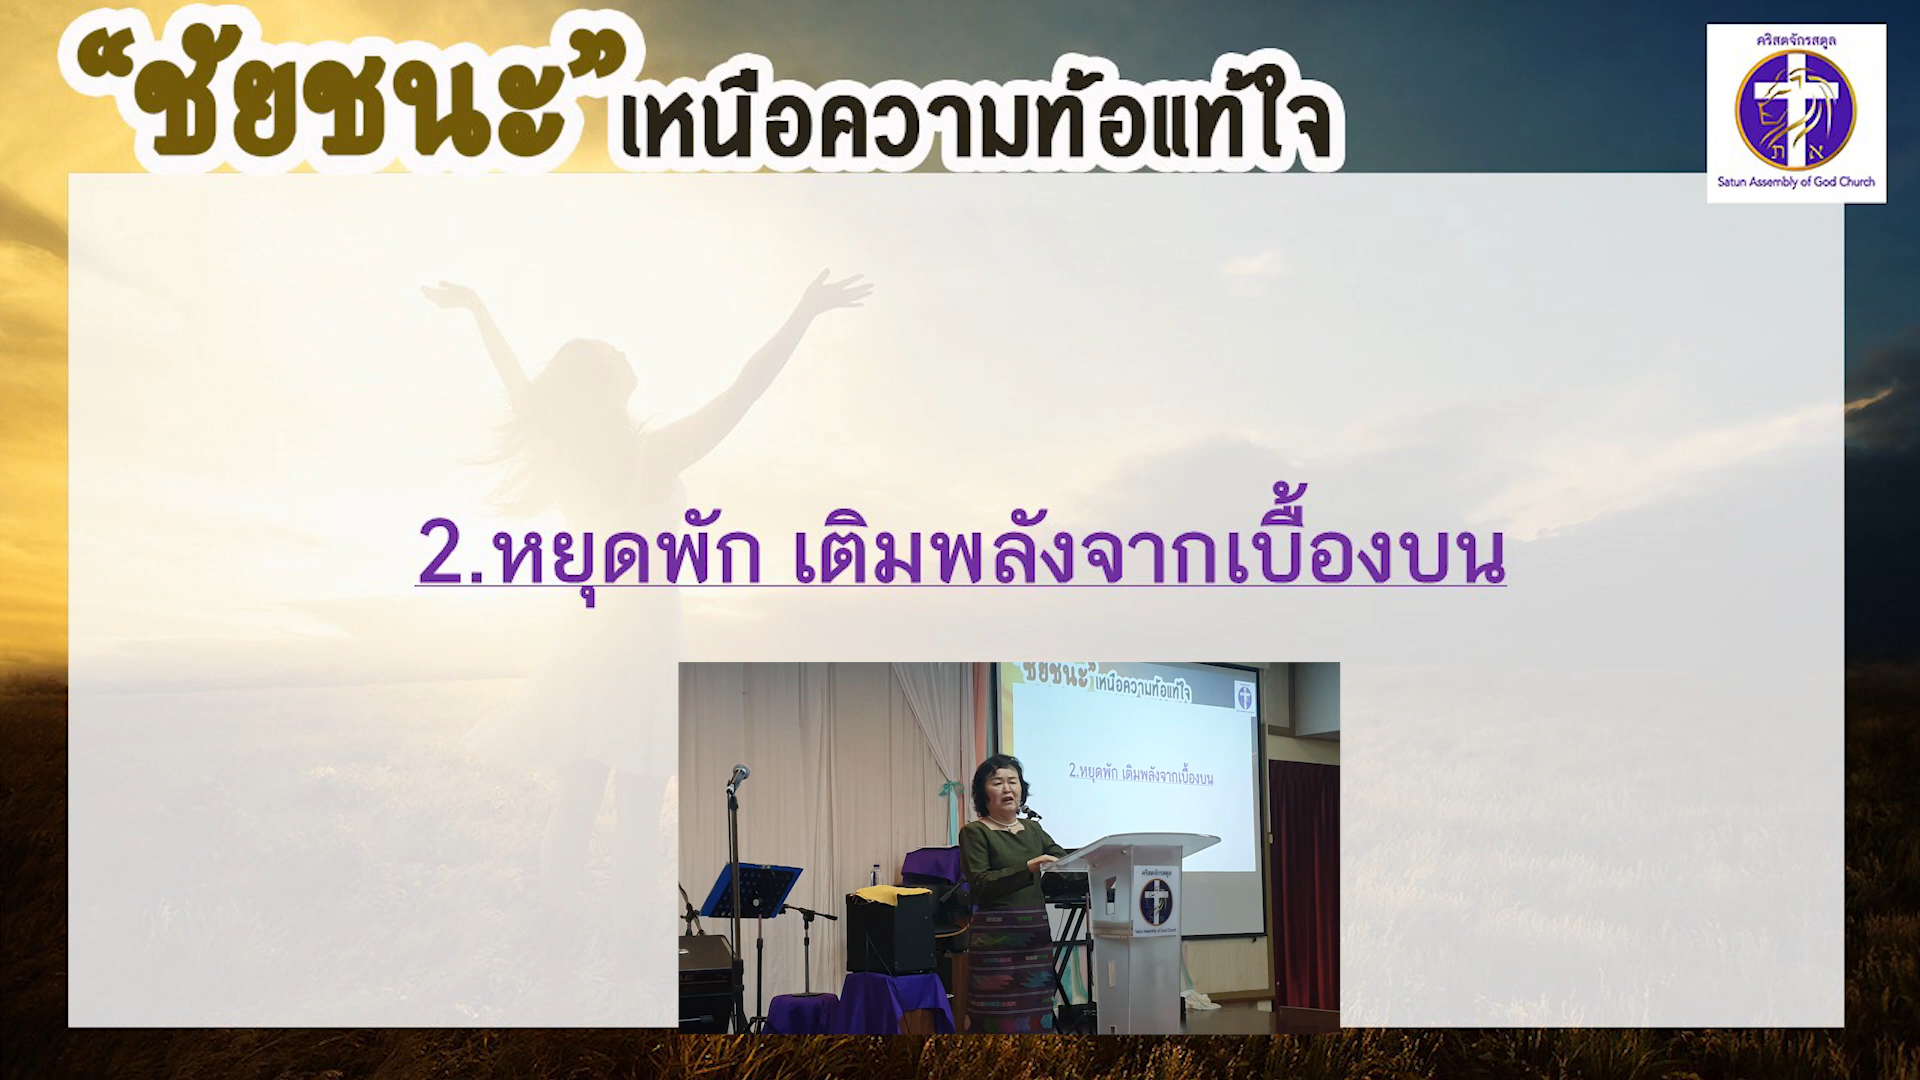 “ชัยชนะ” เหนือความท้อแท้ใจ
คริสตจักรสตูล
ת א
Satun Assembly of God Church
2.หยุดพัก เติมพลังจากเบื้องบน
“ชัยชนะ” เหนือความท้อแท้ใจ
2.หยุดพัก เติมพลังจากเบื้องบน
คริสตจักรสตูล
Satun Assembly of God Church